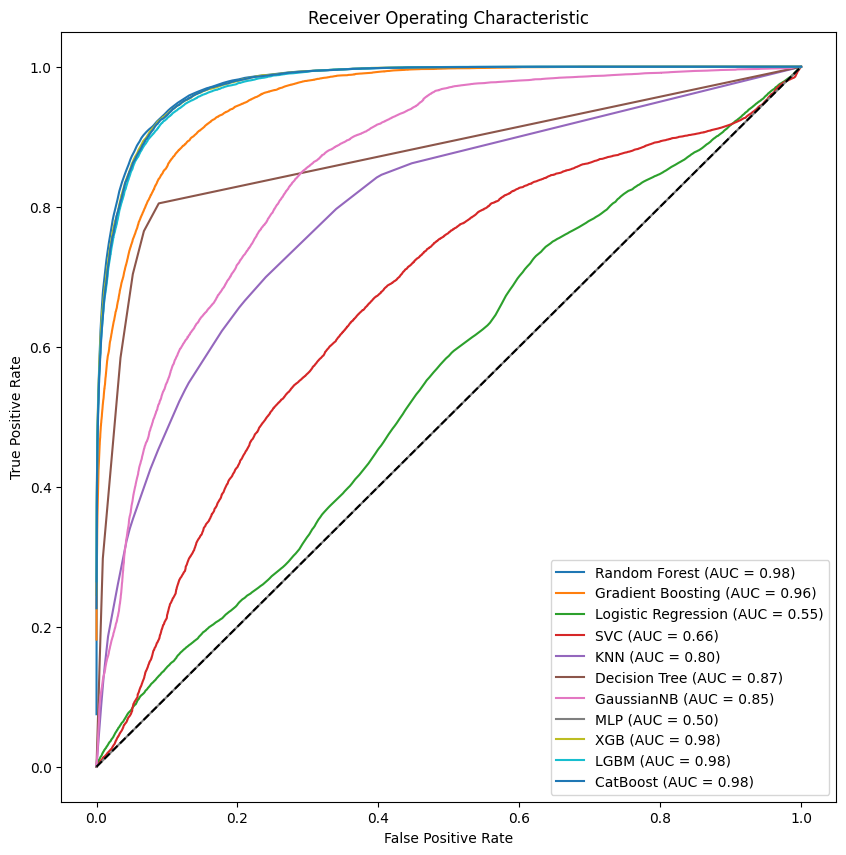 Receiver Operating Characteristic
1.0
0.8
0.6
0.4
0.2
0.0
True Positive Rate
0.0 0.2 0.4 0.6 0.8 1.0
False Positive Rate
Random Forest (AUC = 0.98)
Gradient Boosting (AUC = 0.96)
Logistic Regression (AUC = 0.55)
SVC (AUC = 0.66)
KNN (AUC = 0.80)
Decision Tree (AUC = 0.87)
GaussianNB (AUC = 0.85)
MLP (AUC = 0.50)
XGB (AUC = 0.98)
LGBM (AUC = 0.98)
CatBoost (AUC = 0.98)